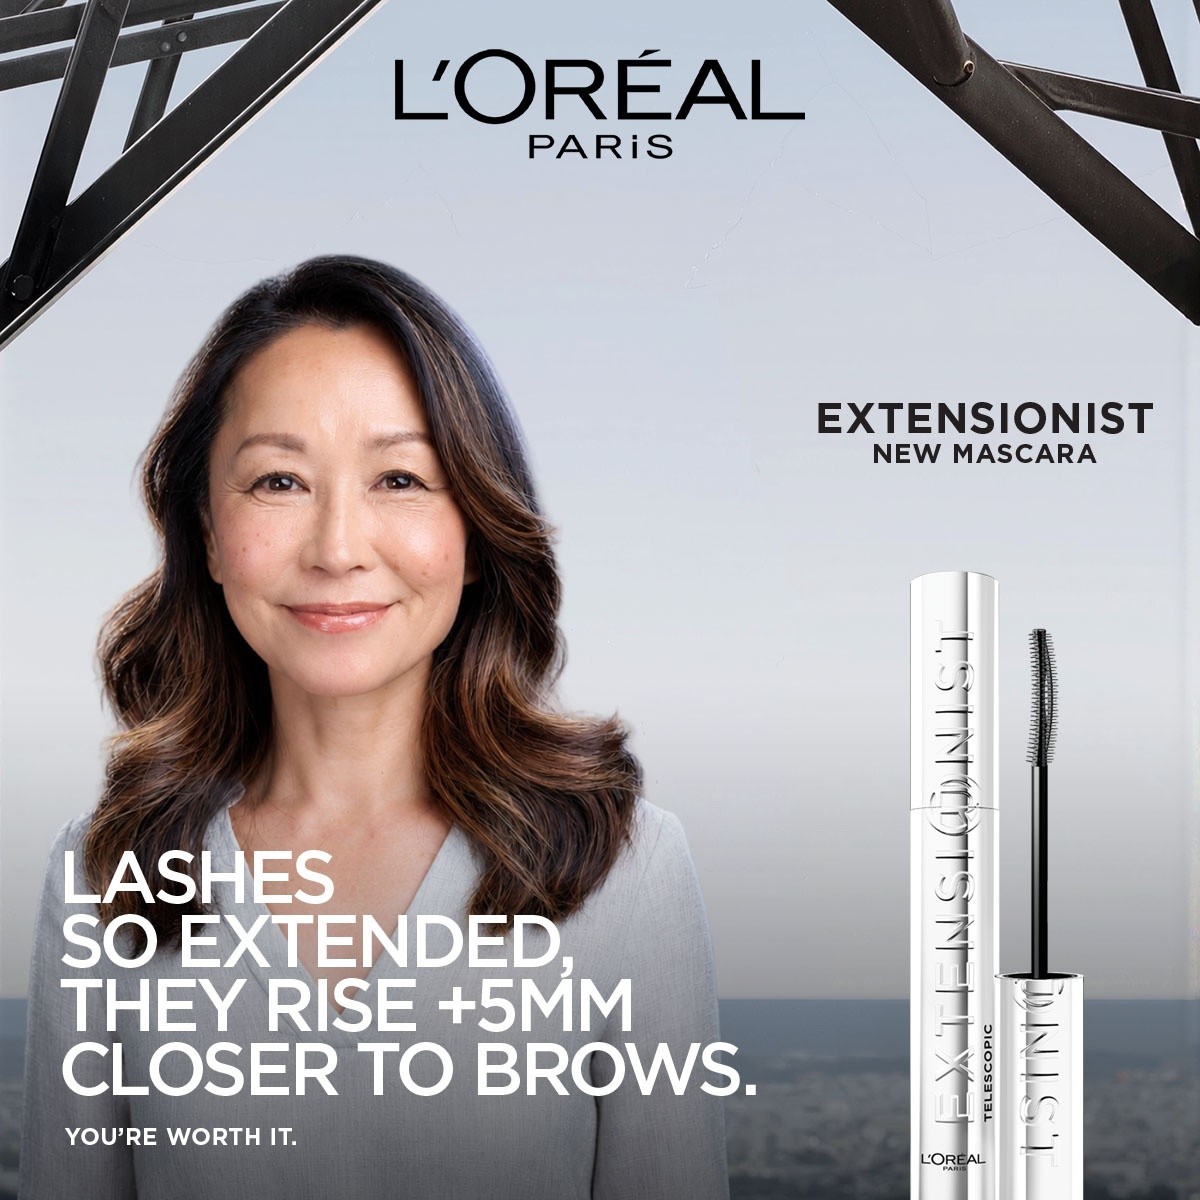 L'ORÉAL
PARiS
EXTENSIONIST
NEW MASCARA
LASHES
SO EXTENDED,
THEY RISE +5MM
CLOSER TO BROWS.
YOU'RE WORTH IT.
EXTENSIONIST
TELESCOPIC
L'ORÉAL
PARIS
NIST